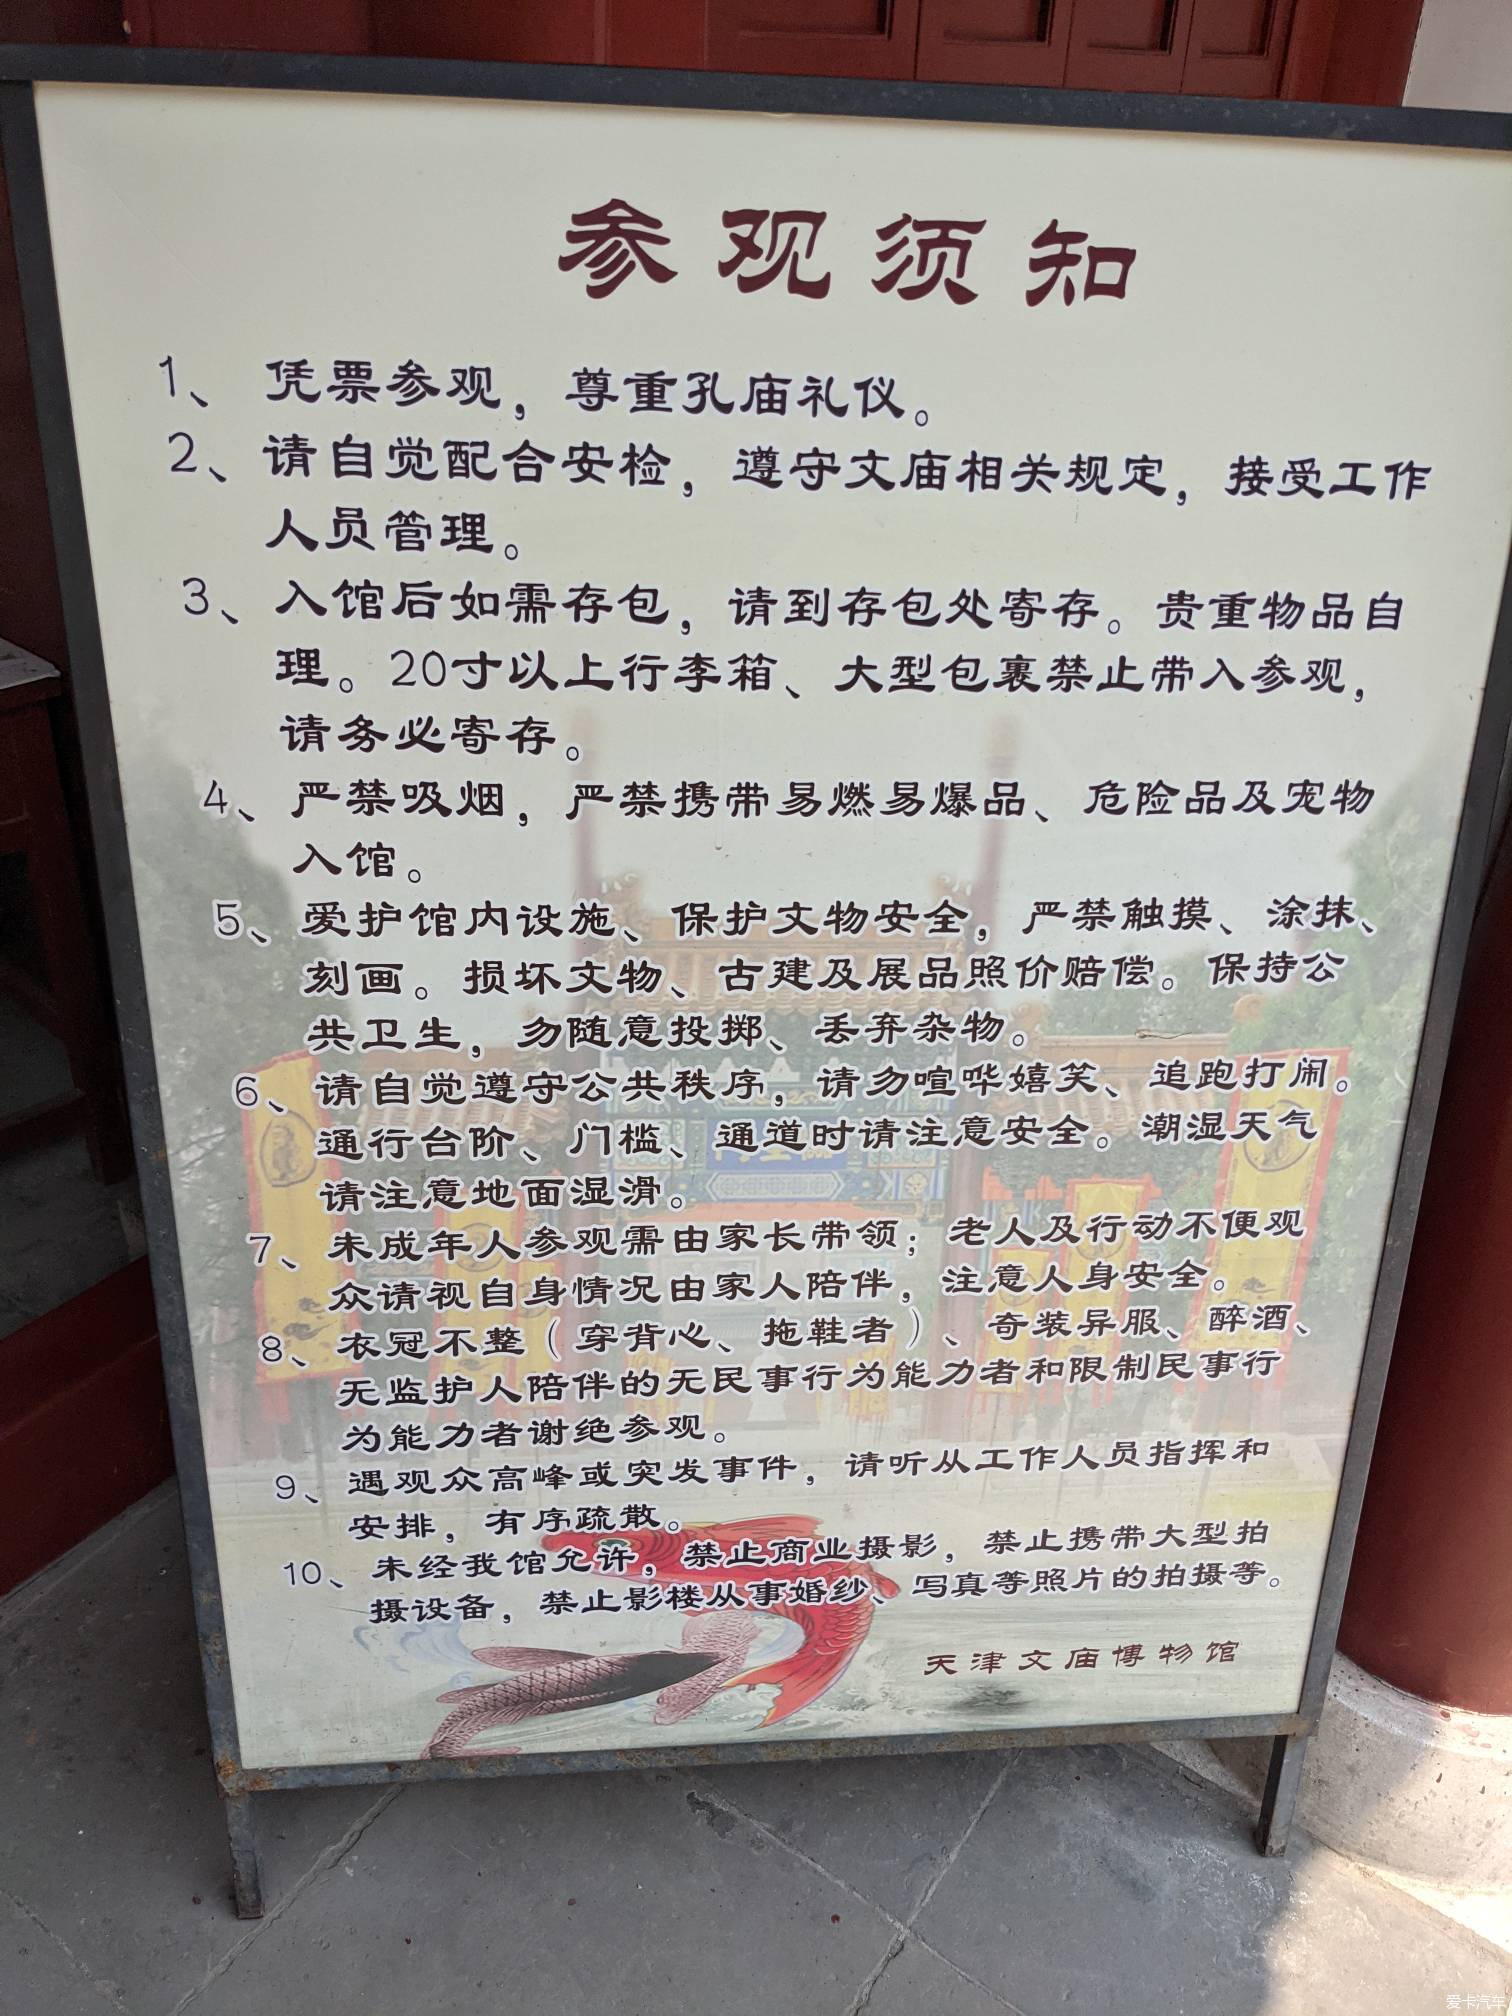 参观须知
1、凭票参观，尊重孔庙礼仪。
2、请自觉配合安检，遵守文庙相关规定，接受工作
人员管理。
3、入馆后如需存包，请到存包处寄存。贵重物品自
理。20寸以上行李箱、大型包裹禁止带入参观，
请务必寄存。
4、严禁吸烟，严禁携带易燃易爆品、危险品及宠物
入馆。
5、爱护馆内设施、保护文物安全，严禁触摸、涂抹、
刻画。损坏文物、古建及展品照价赔偿。保持公
共卫生，勿随意投掷、丢弃杂物。
6、请自觉遵守公共秩序，请勿喧哗嬉笑、追跑打闹。
通行台阶、门槛、通道时请注意安全。潮湿天气
请注意地面湿滑。
7、未成年人参观需由家长带领；老人及行动不便观
众请视自身情况由家人陪伴，注意人身安全。
8、衣冠不整（穿背心、拖鞋者）、奇装异服、醉酒、
无监护人陪伴的无民事行为能力者和限制民事行
为能力者谢绝参观。
9、遇观众高峰或突发事件，请听从工作人员指挥和
安排，有序疏散。
10、未经我馆允许，禁止商业摄影，禁止携带大型拍
摄设备，禁止影楼从事婚纱、写真等照片的拍摄等。
天津文庙博物馆
爱卡汽车